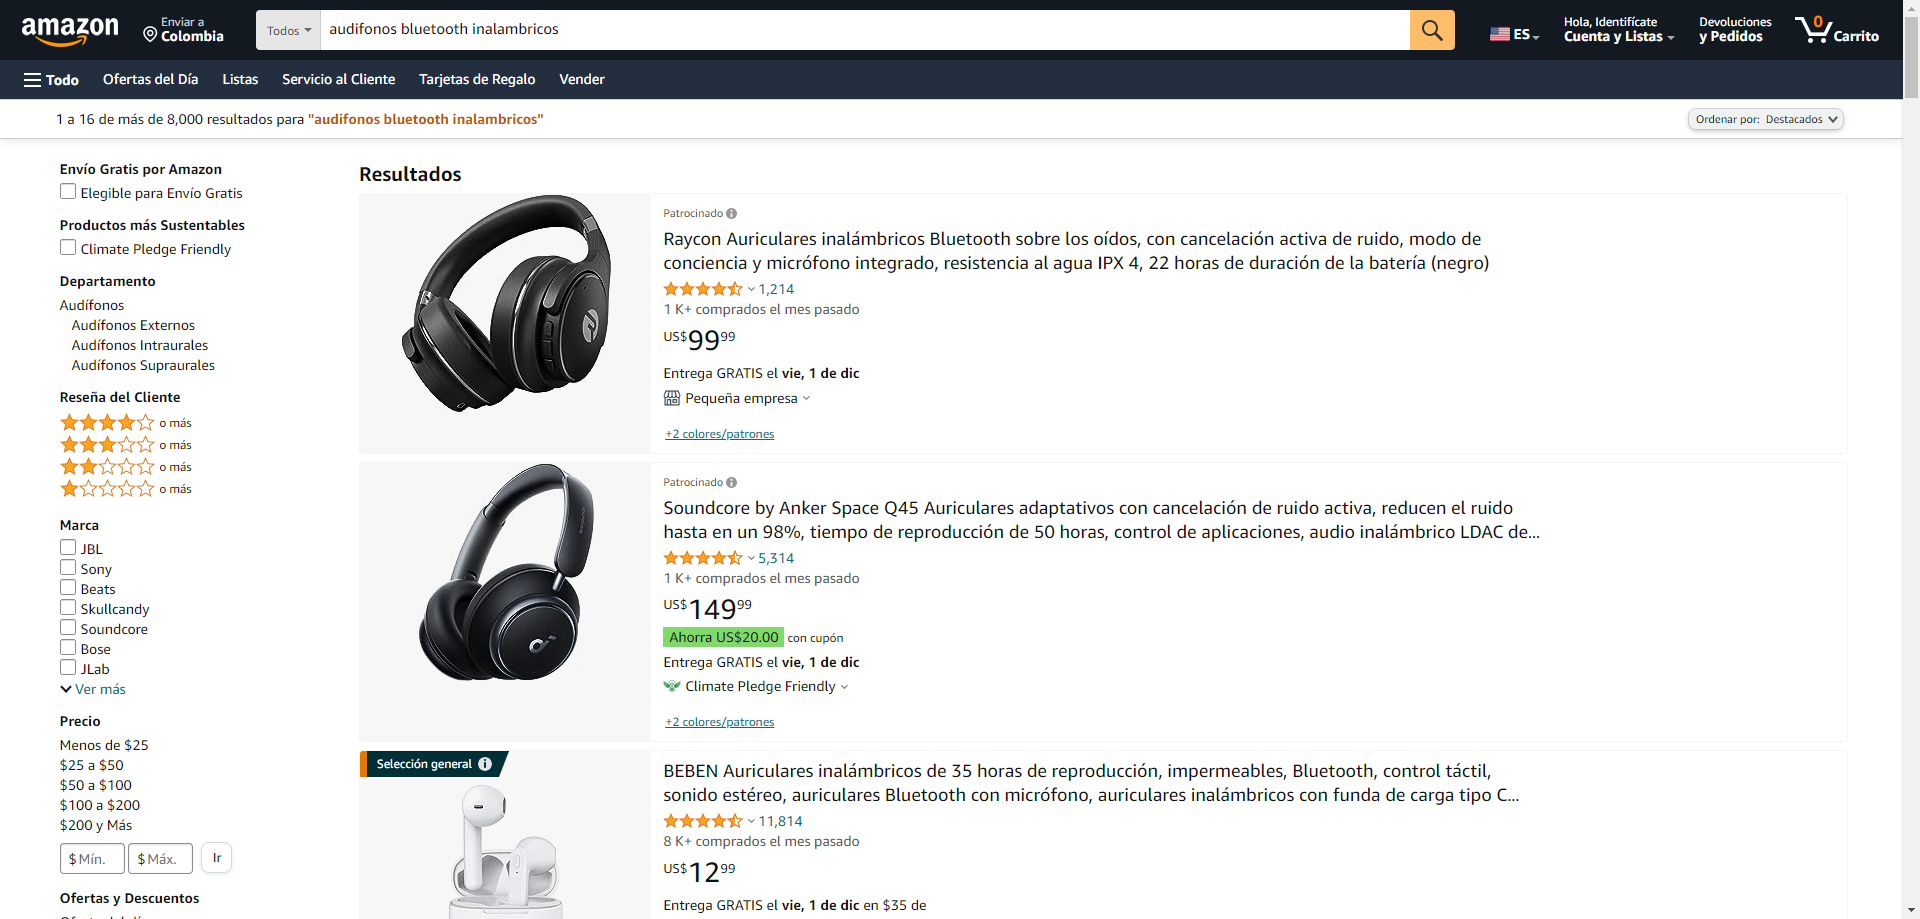 amazon
Enviar a
Colombia
Todos
audifonos bluetooth inalambricos
ES
Hola, Identifícate
Cuenta y Listas
Devoluciones
y Pedidos
0
Carrito
Todo
Ofertas del Día
Listas
Servicio al Cliente
Tarjetas de Regalo
Vender
1 a 16 de más de 8,000 resultados para "audifonos bluetooth inalambricos"
Ordenar por: Destacados
Envío Gratis por Amazon
Elegible para Envío Gratis
Productos más Sustentables
Climate Pledge Friendly
Departamento
Audífonos
Audífonos Externos
Audífonos Intraurales
Audífonos Supraurales
Reseña del Cliente
o más
o más
o más
o más
Marca
JBL
Sony
Beats
Skullcandy
Soundcore
Bose
JLab
Ver más
Precio
Menos de $25
$25 a $50
$50 a $100
$100 a $200
$200 y Más
$ Mín.
$ Máx.
Ir
Ofertas y Descuentos
Resultados
Patrocinado
Raycon Auriculares inalámbricos Bluetooth sobre los oídos, con cancelación activa de ruido, modo de
conciencia y micrófono integrado, resistencia al agua IPX 4, 22 horas de duración de la batería (negro)
1,214
1 K+ comprados el mes pasado
US$9999
Entrega GRATIS el vie, 1 de dic
Pequeña empresa
+2 colores/patrones
Patrocinado
Soundcore by Anker Space Q45 Auriculares adaptativos con cancelación de ruido activa, reducen el ruido
hasta en un 98%, tiempo de reproducción de 50 horas, control de aplicaciones, audio inalámbrico LDAC de...
5,314
1 K+ comprados el mes pasado
US$14999
Ahorra US$20.00 con cupón
Entrega GRATIS el vie, 1 de dic
Climate Pledge Friendly
+2 colores/patrones
Selección general
BEBEN Auriculares inalámbricos de 35 horas de reproducción, impermeables, Bluetooth, control táctil,
sonido estéreo, auriculares Bluetooth con micrófono, auriculares inalámbricos con funda de carga tipo C...
11,814
8 K+ comprados el mes pasado
US$1299
Entrega GRATIS el vie, 1 de dic en $35 de